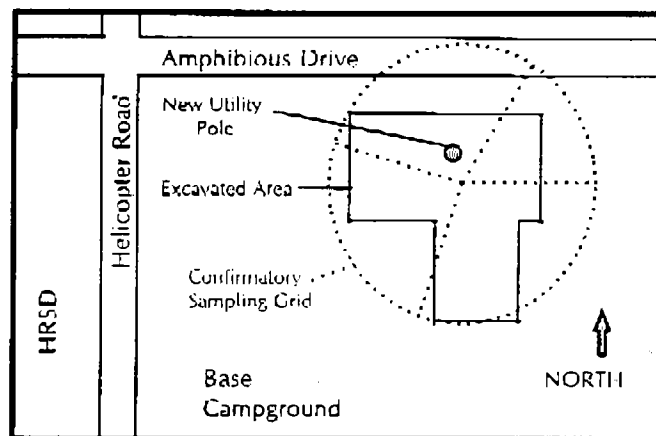 Amphibious Drive
New Utility
Pole
Helicopter Road
Excavated Area
Confirmatory
Sampling Grid
HRSD
Base
Campground
NORTH